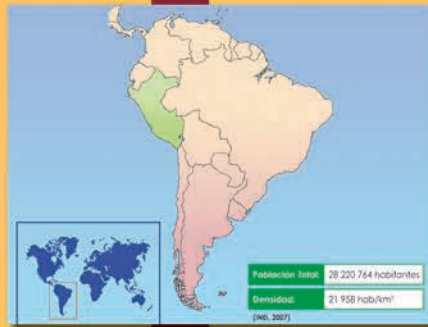 Población Total: 28 220 764 habitantes
Densidad: 21 958 hab/km²
(INEI, 2007)